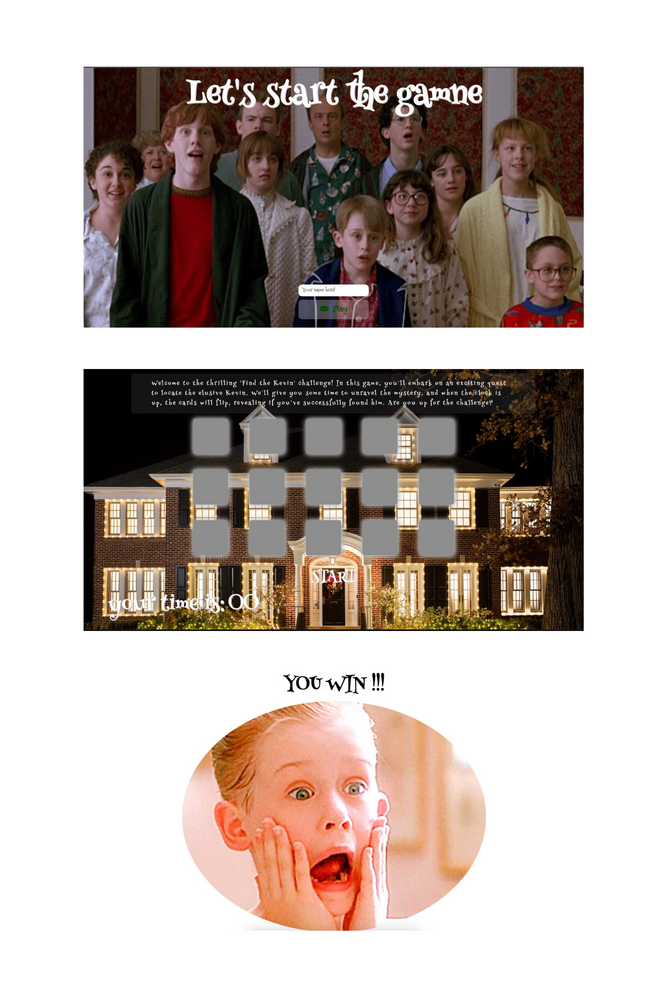 Let's start the gamne
Your name here!
Play
Welcome to the thrilling 'Find the Kevin' challenge! In this game, you'll embark on an exciting quest
to locate the elusive Kevin. We'll give you some time to unravel the mystery, and when the clock is
up, the cards will flip, revealing if you've successfully found him. Are you up for the challenge?
START
your time is: 00
YOU WIN !!!